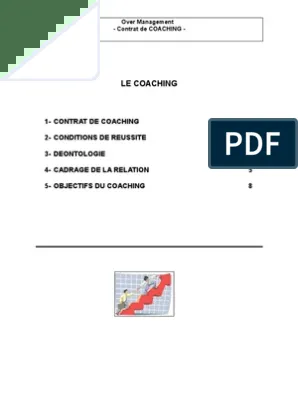 Over Management
- Contrat de COACHING -
LE COACHING
1- CONTRAT DE COACHING
2- CONDITIONS DE REUSSITE
3- DEONTOLOGIE
4- CADRAGE DE LA RELATION
5- OBJECTIFS DU COACHING 8
PDF